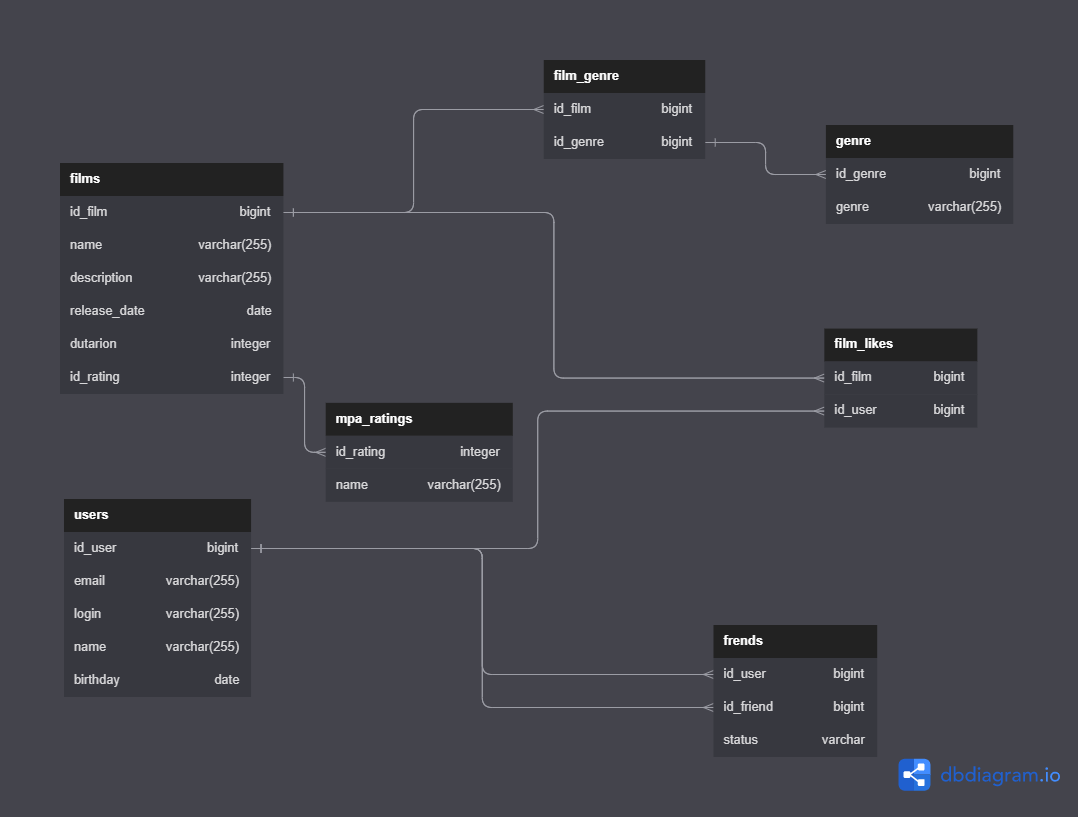 film_genre
id_film bigint
id_genre bigint
genre
id_genre bigint
genre varchar(255)
films
id_film bigint
name varchar(255)
description varchar(255)
release_date date
dutarion integer
id_rating integer
film_likes
id_film bigint
id_user bigint
mpa_ratings
id_rating integer
name varchar(255)
users
id_user bigint
email varchar(255)
login varchar(255)
name varchar(255)
birthday date
frends
id_user bigint
id_friend bigint
status varchar
dbdiagram.io